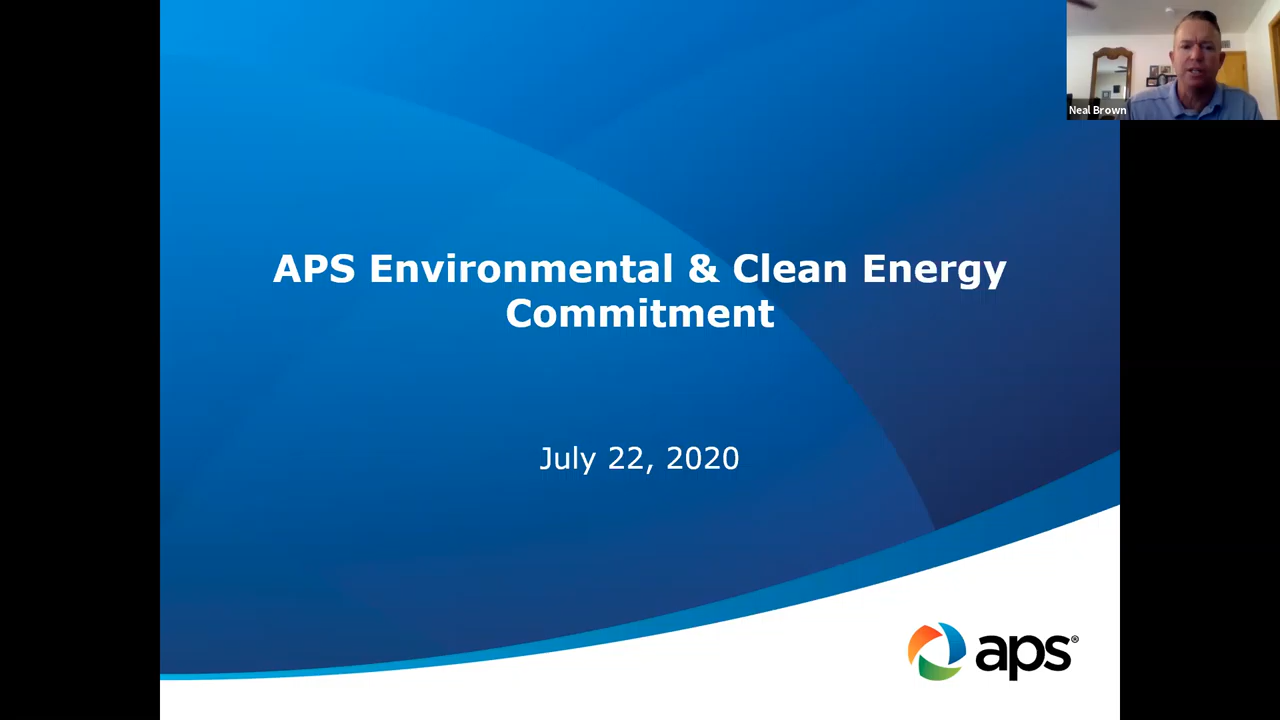 Neal Brown
APS Environmental & Clean Energy
Commitment
July 22, 2020
aps®